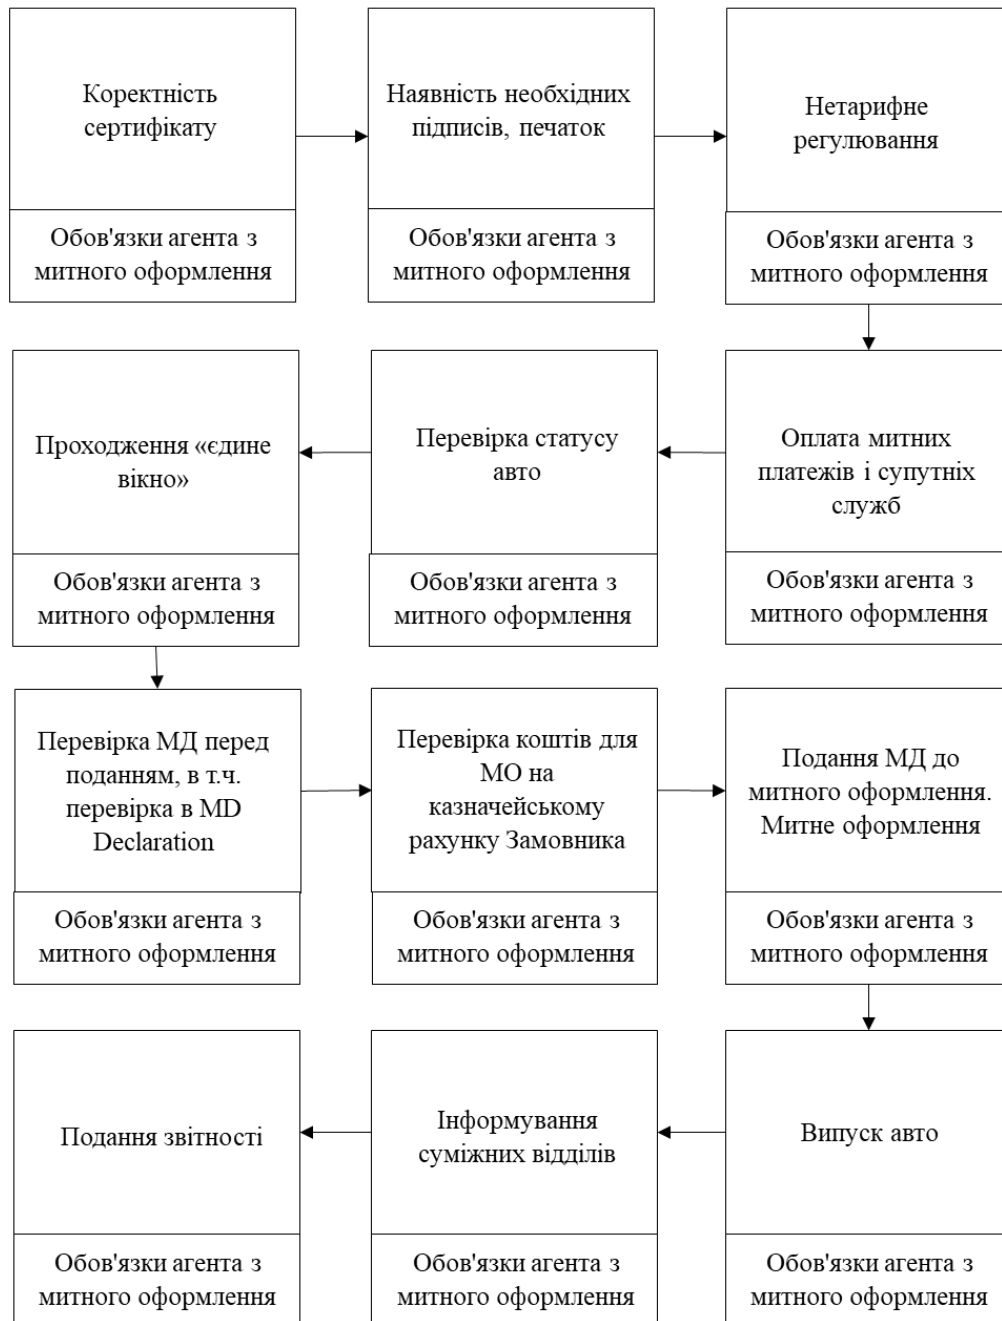 Коректність
сертифікату
Обов'язки агента з
митного оформлення
Наявність необхідних
підписів, печаток
Обов'язки агента з
митного оформлення
Нетарифне
регулювання
Обов'язки агента з
митного оформлення
Оплата митних
платежів і супутніх
служб
Обов'язки агента з
митного оформлення
Перевірка статусу
авто
Обов'язки агента з
митного оформлення
Проходження «єдине
вікно»
Обов'язки агента з
митного оформлення
Перевірка МД перед
поданням, в т.ч.
перевірка в MD
Declaration
Обов'язки агента з
митного оформлення
Перевірка коштів для
МО на
казначейському
рахунку Замовника
Обов'язки агента з
митного оформлення
Подання МД до
митного оформлення.
Митне оформлення
Обов'язки агента з
митного оформлення
Випуск авто
Обов'язки агента з
митного оформлення
Інформування
суміжних відділів
Обов'язки агента з
митного оформлення
Подання звітності
Обов'язки агента з
митного оформлення